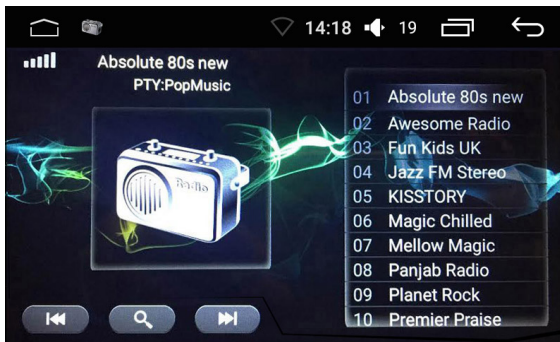 14:18 19
Absolute 80s new
PTY:PopMusic
Radio
01 Absolute 80s new
02 Awesome Radio
03 Fun Kids UK
04 Jazz FM Stereo
05 KISSTORY
06 Magic Chilled
07 Mellow Magic
08 Panjab Radio
09 Planet Rock
10 Premier Praise